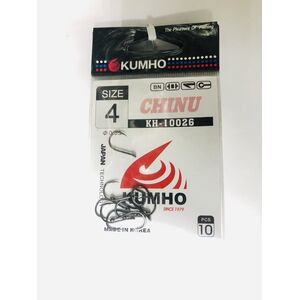 The Pleasure Of Fishing
KUMHO
SIZE
4
BN
CHINU
KH-10026
JAPAN TECHNOLOGY
KUMHO
SINCE 1979
MADE IN KOREA
PCS
10